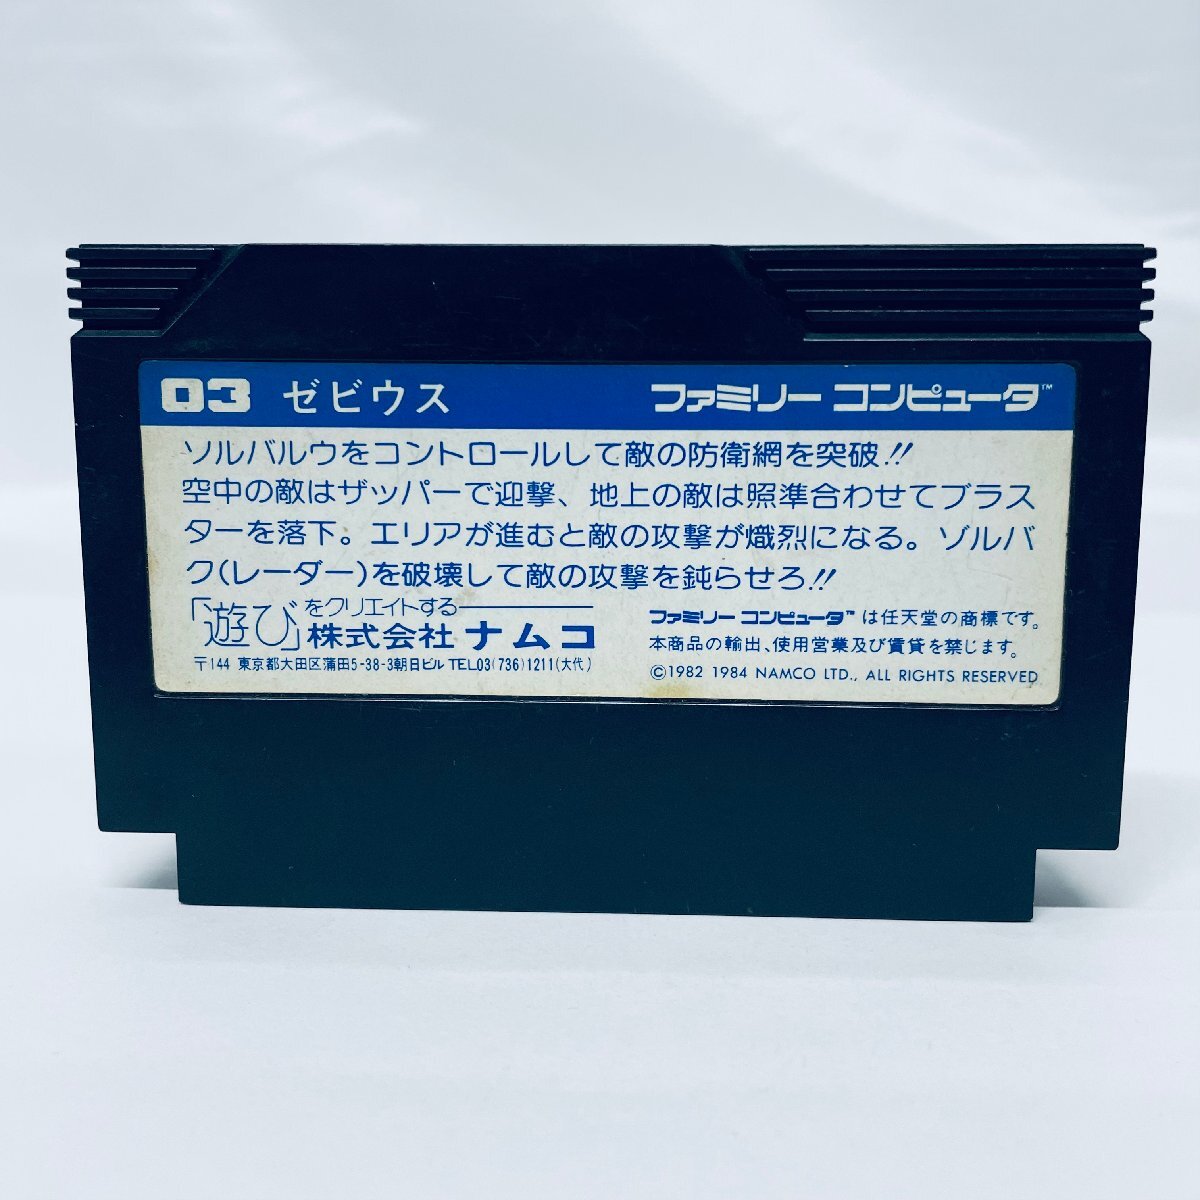 03 ゼビウス ファミリー コンピュータ™
ソルバルウをコントロールして敵の防衛網を突破!!
空中の敵はザッパーで迎撃、地上の敵は照準合わせてブラス
ターを落下。エリアが進むと敵の攻撃が熾烈になる。ゾルバ
ク(レーダー)を破壊して敵の攻撃を鈍らせろ!!
「遊び」をクリエイトする
株式会社 ナムコ
〒144 東京都大田区蒲田5-38-3朝日ビル TEL.03(736)1211(大代)
ファミリー コンピュータ™ は任天堂の商標です。
本商品の輸出、使用営業及び賃貸を禁じます。
©1982 1984 NAMCO LTD., ALL RIGHTS RESERVED